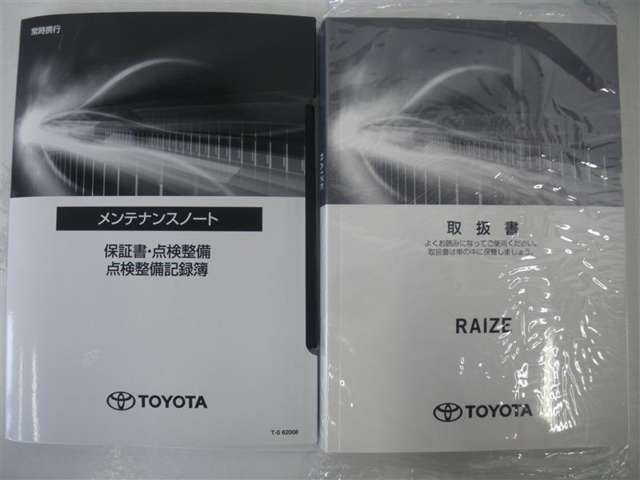 常時携行
メンテナンスノート
保証書・点検整備
点検整備記録簿
TOYOTA
取扱書
よくお読みになってご使用ください。
取扱書は車の中に保管しましょう。
RAIZE
TOYOTA